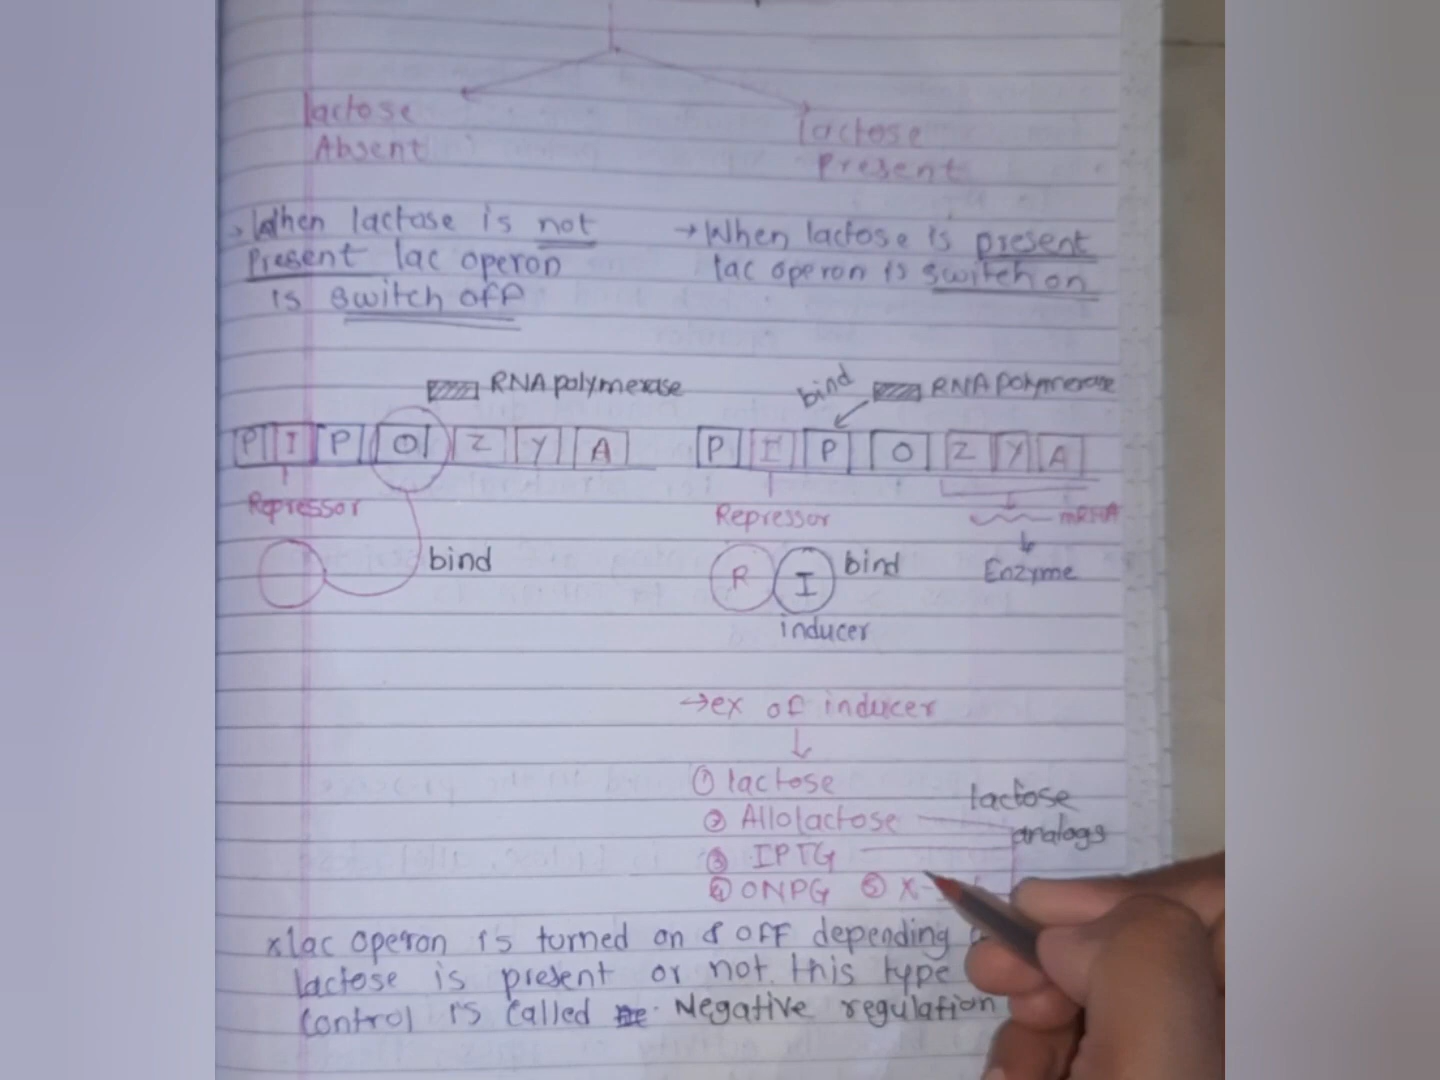 lactose
Absent
lactose
Present
When lactose is not
Present lac operon
is switch off
→ When lactose is present
lac operon is switch on
RNA polymerase
P I P O Z Y A
Repressor
bind
bind
RNA polymerase
P I P O Z Y A
Repressor
mRNA
Enzyme
R I bind
inducer
→ ex of inducer
① lactose
② Allolactose
③ IPTG
④ ONPG ⑤ X-
lactose
analogs
x lac operon is turned on & OFF depending
lactose is present or not. this type
control is called Negative regulation